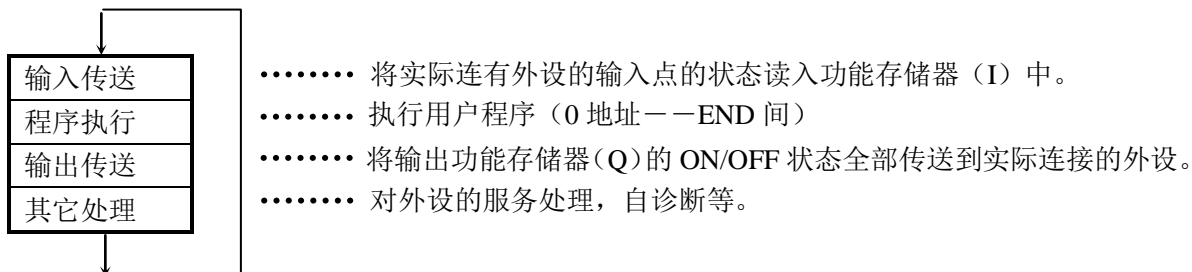 输入传送 ········ 将实际连有外设的输入点的状态读入功能存储器（I）中。
程序执行 ········ 执行用户程序（0 地址－－END 间）
输出传送 ········ 将输出功能存储器（Q）的 ON/OFF 状态全部传送到实际连接的外设。
其它处理 ········ 对外设的服务处理，自诊断等。